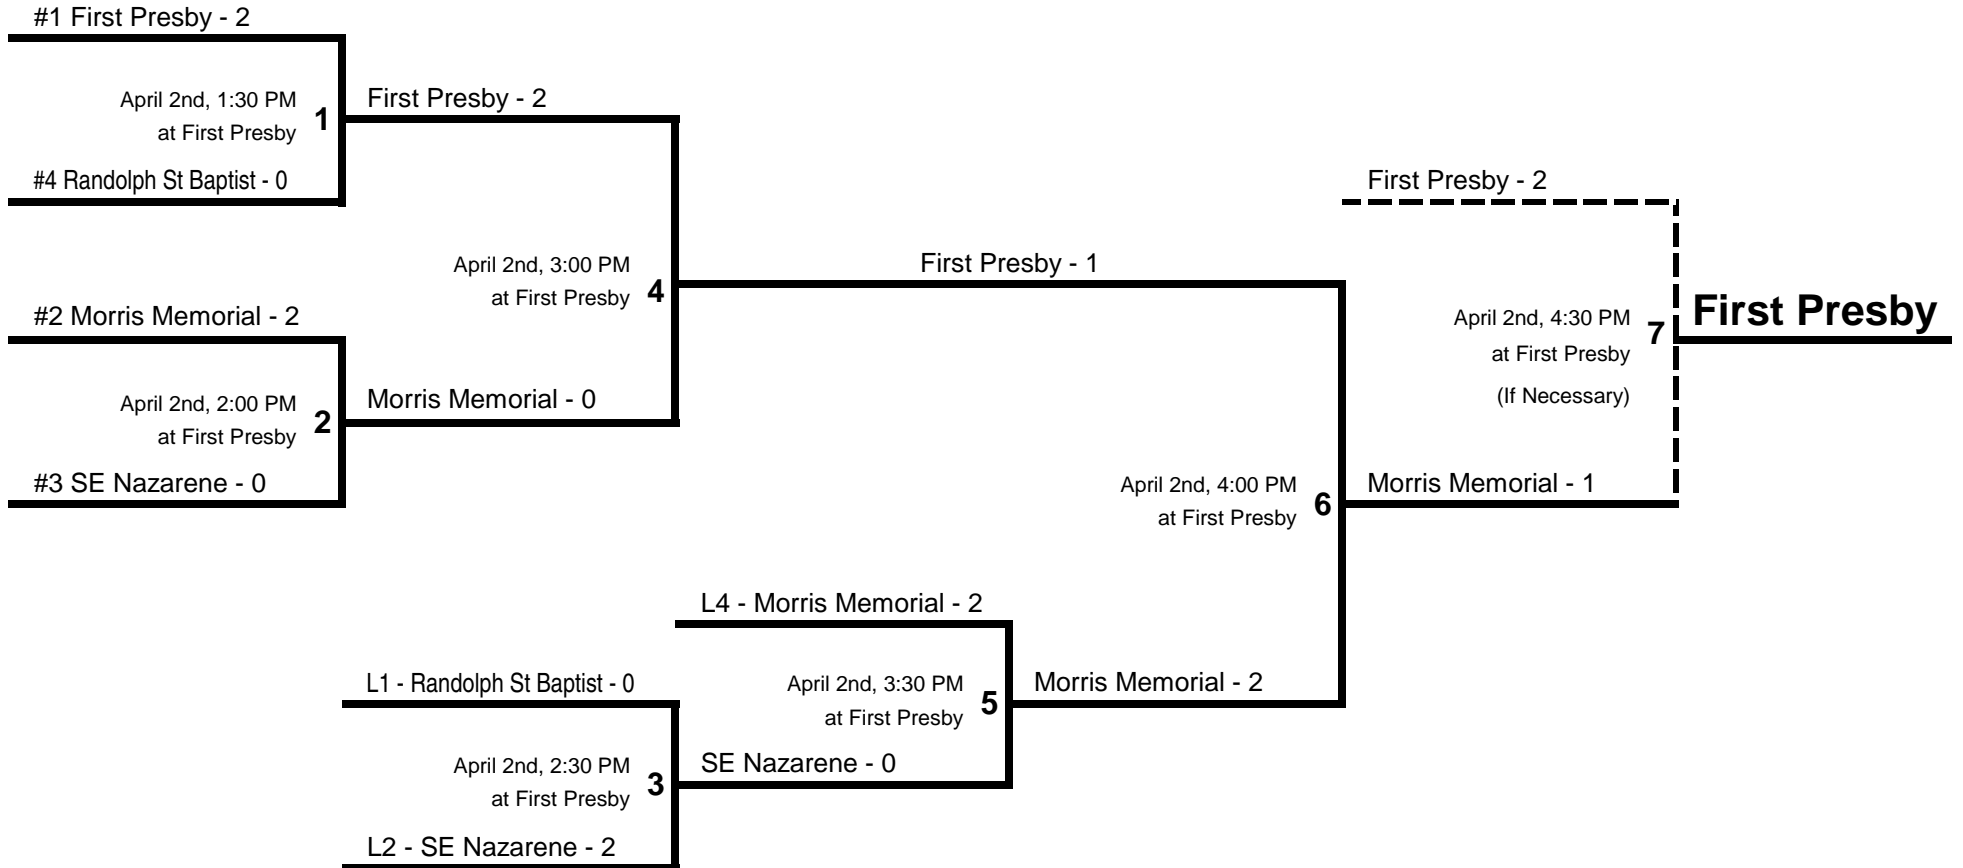 #1 First Presby - 2
April 2nd, 1:30 PM
at First Presby
1
First Presby - 2
#4 Randolph St Baptist - 0
April 2nd, 3:00 PM
at First Presby
4
First Presby - 1
#2 Morris Memorial - 2
April 2nd, 2:00 PM
at First Presby
2
Morris Memorial - 0
#3 SE Nazarene - 0
First Presby - 2
April 2nd, 4:30 PM
at First Presby
(If Necessary)
7
First Presby
April 2nd, 4:00 PM
at First Presby
6
Morris Memorial - 1
L4 - Morris Memorial - 2
April 2nd, 3:30 PM
at First Presby
5
Morris Memorial - 2
L1 - Randolph St Baptist - 0
April 2nd, 2:30 PM
at First Presby
3
SE Nazarene - 0
L2 - SE Nazarene - 2